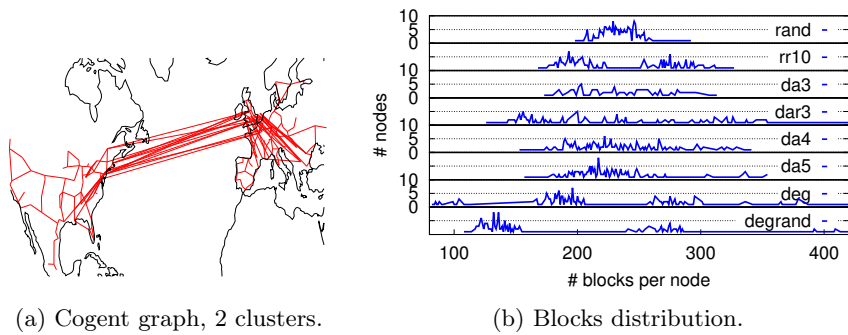 10
5
0
rand
rr10
10
5
0
da3
dar3
10
5
0
da4
da5
10
5
0
deg
degrand
# nodes
100
200
300
400
# blocks per node
(a) Cogent graph, 2 clusters.
(b) Blocks distribution.